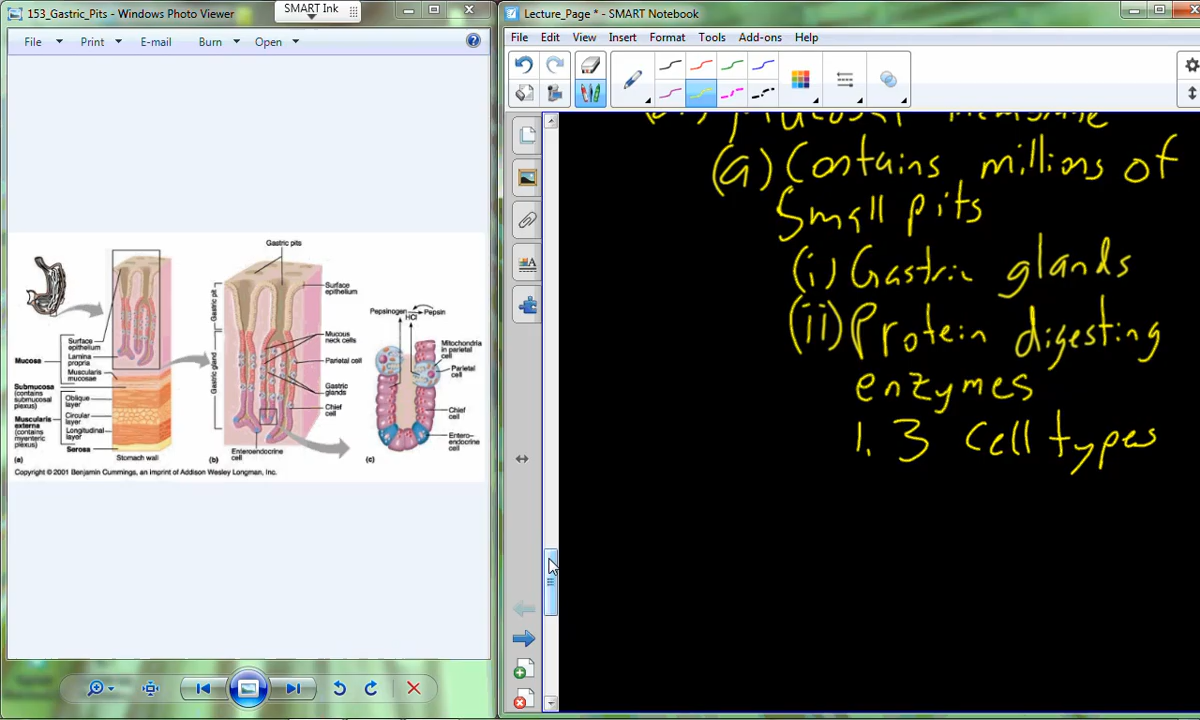 153_Gastric_Pits - Windows Photo Viewer
SMART Ink
File Print E-mail Burn Open
Gastric pits
Surface
epithelium
Gastric pit
Gastric gland
Mucous
neck cells
Parietal cell
Gastric
glands
Chief
cell
Enteroendocrine
cell
(b)
Surface
epithelium
Lamina
propria
Muscularis
mucosae
Oblique
layer
Circular
layer
Longitudinal
layer
Mucosa
Submucosa
(contains
submucosal
plexus)
Muscularis
externa
(contains
myenteric
plexus)
Serosa
Stomach wall
(a)
Pepsinogen
Pepsin
HCl
Mitochondria
in parietal
cell
Parietal
cell
Chief
cell
Entero-
endocrine
cell
(c)
Copyright © 2001 Benjamin Cummings, an imprint of Addison Wesley Longman, Inc.
Lecture_Page * - SMART Notebook
File Edit View Insert Format Tools Add-ons Help
Mucosal membrane
(a) Contains millions of
small pits
(i) Gastric glands
(ii) Protein digesting
enzymes
1. 3 cell types